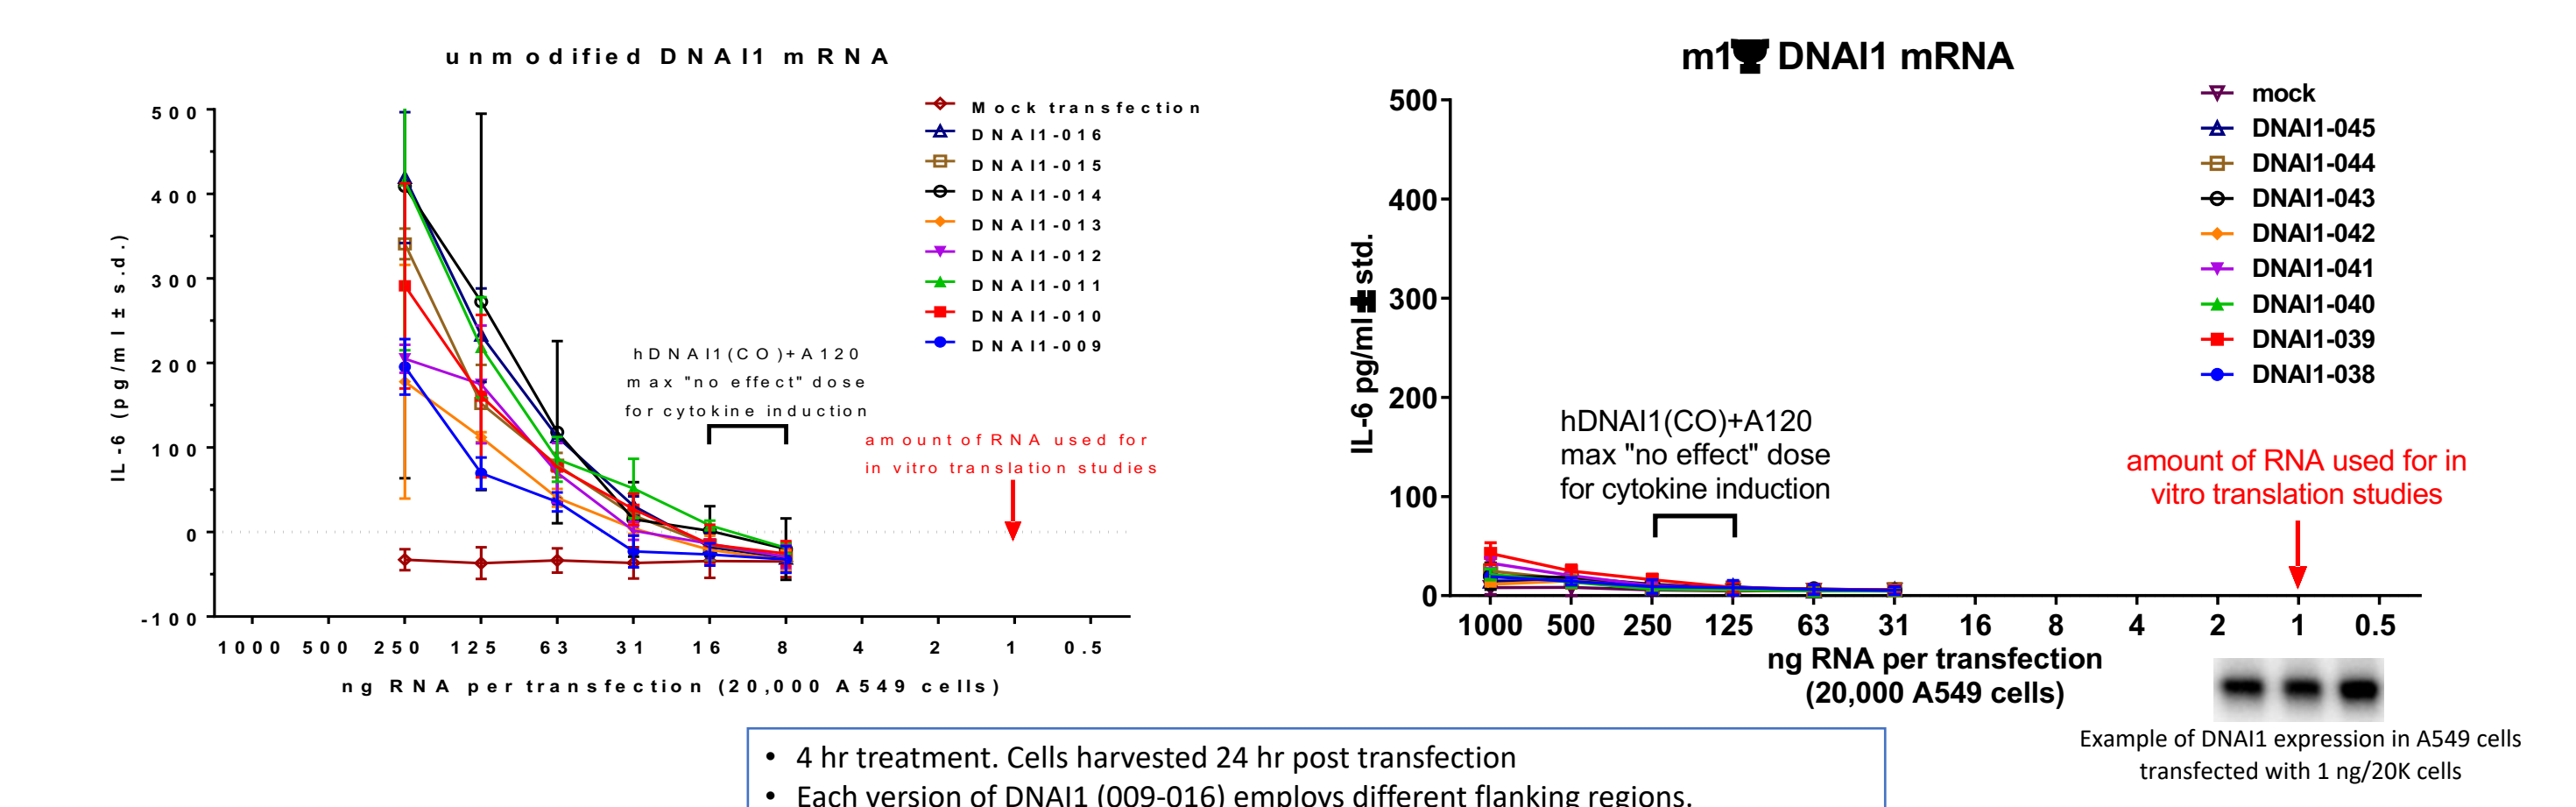 unmodified DNAI1 mRNA
500
400
300
200
100
0
-100
IL-6 (pg/ml ± s.d.)
1000 500 250 125 63 31 16 8 4 2 1 0.5
ng RNA per transfection (20,000 A549 cells)
Mock transfection
DNAI1-016
DNAI1-015
DNAI1-014
DNAI1-013
DNAI1-012
DNAI1-011
DNAI1-010
DNAI1-009
hDNAI1(CO)+A120
max "no effect" dose
for cytokine induction
amount of RNA used for
in vitro translation studies
m1 DNAI1 mRNA
500
400
300
200
100
0
IL-6 pg/ml ± std.
1000 500 250 125 63 31 16 8 4 2 1 0.5
ng RNA per transfection
(20,000 A549 cells)
mock
DNAI1-045
DNAI1-044
DNAI1-043
DNAI1-042
DNAI1-041
DNAI1-040
DNAI1-039
DNAI1-038
hDNAI1(CO)+A120
max "no effect" dose
for cytokine induction
amount of RNA used for in
vitro translation studies
Example of DNAI1 expression in A549 cells
transfected with 1 ng/20K cells
• 4 hr treatment. Cells harvested 24 hr post transfection
• Each version of DNAI1 (009-016) employs different flanking regions.